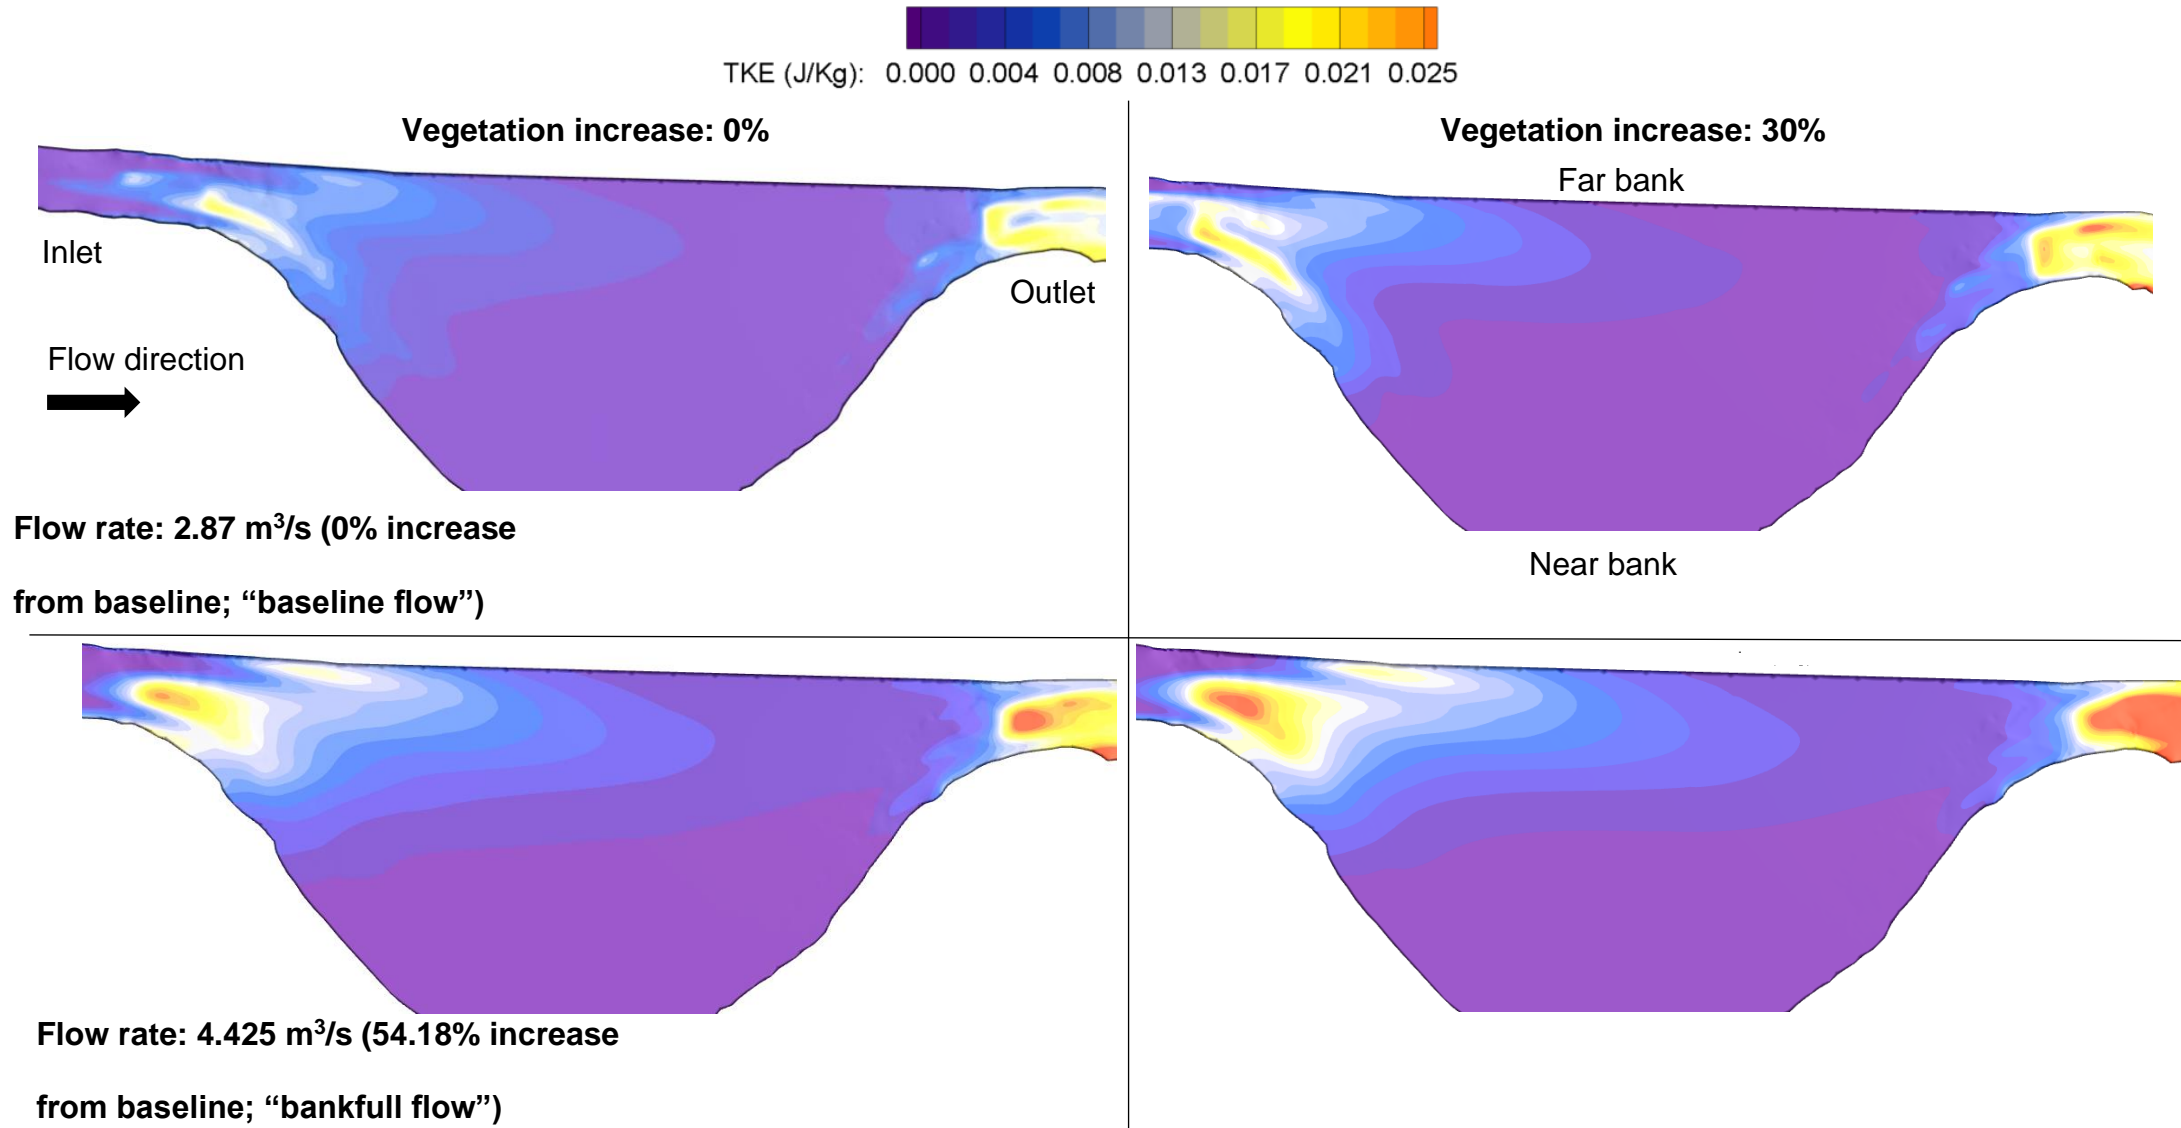 TKE (J/Kg): 0.000 0.004 0.008 0.013 0.017 0.021 0.025
Vegetation increase: 0%
Vegetation increase: 30%
Far bank
Inlet
Outlet
Flow direction
Flow rate: 2.87 m³/s (0% increase
from baseline; “baseline flow”)
Near bank
Flow rate: 4.425 m³/s (54.18% increase
from baseline; “bankfull flow”)